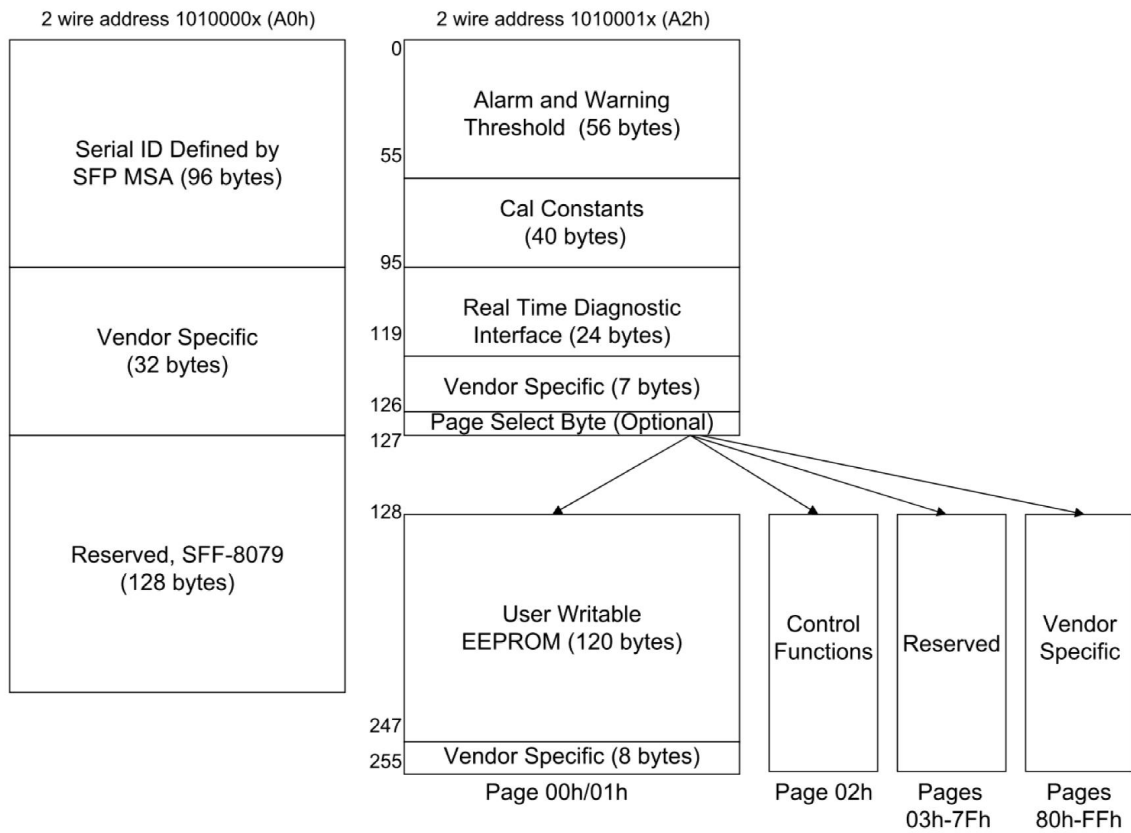 2 wire address 1010000x (A0h)
Serial ID Defined by
SFP MSA (96 bytes)
Vendor Specific
(32 bytes)
Reserved, SFF-8079
(128 bytes)
2 wire address 1010001x (A2h)
0
Alarm and Warning
Threshold (56 bytes)
55
Cal Constants
(40 bytes)
95
Real Time Diagnostic
Interface (24 bytes)
119
Vendor Specific (7 bytes)
126
Page Select Byte (Optional)
127
128
User Writable
EEPROM (120 bytes)
247
Vendor Specific (8 bytes)
255
Page 00h/01h
Control
Functions
Page 02h
Reserved
Pages
03h-7Fh
Vendor
Specific
Pages
80h-FFh